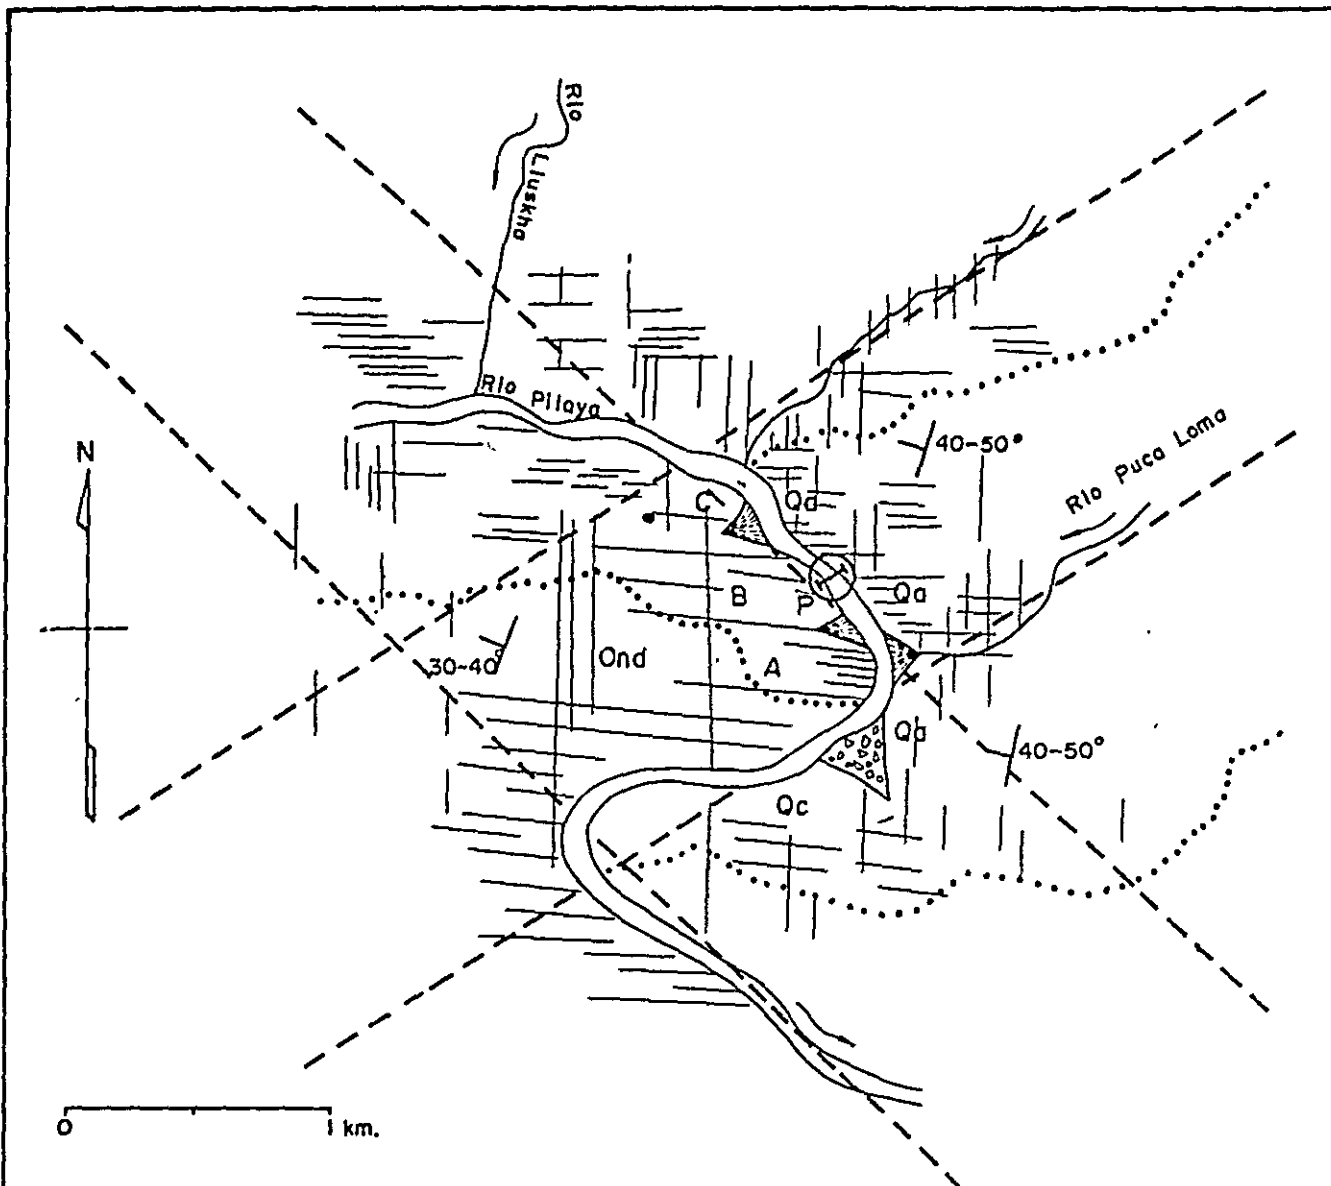 Rio
Lluskha
Rio Pilaya
N
40-50°
Rio Puca Loma
C
Qa
B
P
Qa
30-40°
Ond
A
Qa
40-50°
Qc
0
1 km.